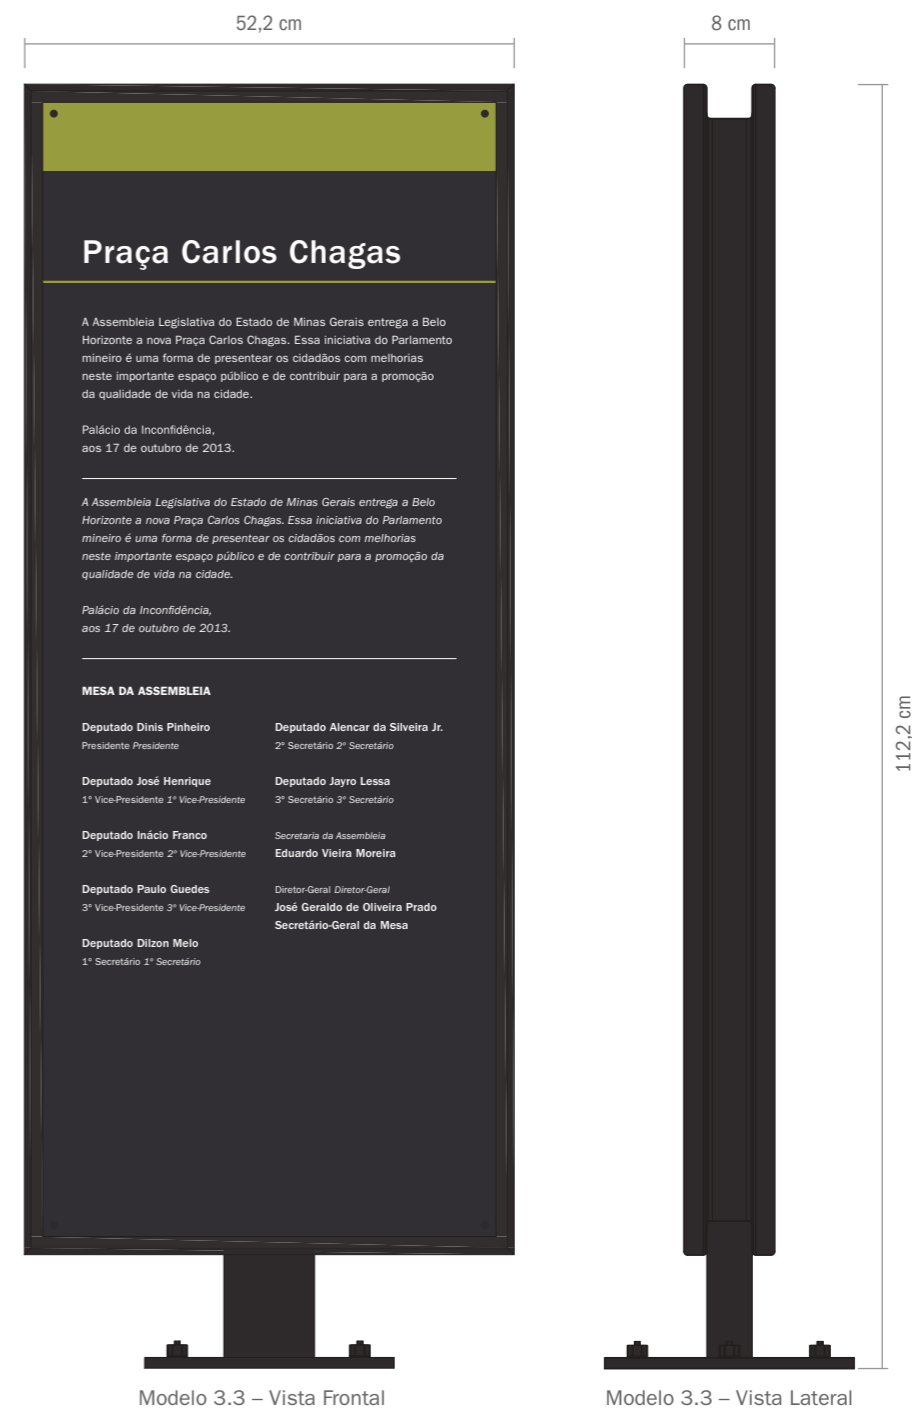 52,2 cm
8 cm
Praça Carlos Chagas
A Assembleia Legislativa do Estado de Minas Gerais entrega a Belo
Horizonte a nova Praça Carlos Chagas. Essa iniciativa do Parlamento
mineiro é uma forma de presentear os cidadãos com melhorias
neste importante espaço público e de contribuir para a promoção
da qualidade de vida na cidade.
Palácio da Inconfidência,
aos 17 de outubro de 2013.
A Assembleia Legislativa do Estado de Minas Gerais entrega a Belo
Horizonte a nova Praça Carlos Chagas. Essa iniciativa do Parlamento
mineiro é uma forma de presentear os cidadãos com melhorias
neste importante espaço público e de contribuir para a promoção da
qualidade de vida na cidade.
Palácio da Inconfidência,
aos 17 de outubro de 2013.
MESA DA ASSEMBLEIA
Deputado Dinis Pinheiro
Presidente Presidente
Deputado José Henrique
1º Vice-Presidente 1º Vice-Presidente
Deputado Inácio Franco
2º Vice-Presidente 2º Vice-Presidente
Deputado Paulo Guedes
3º Vice-Presidente 3º Vice-Presidente
Deputado Dilzon Melo
1º Secretário 1º Secretário
Deputado Alencar da Silveira Jr.
2º Secretário 2º Secretário
Deputado Jayro Lessa
3º Secretário 3º Secretário
Secretaria da Assembleia
Eduardo Vieira Moreira
Diretor-Geral Diretor-Geral
José Geraldo de Oliveira Prado
Secretário-Geral da Mesa
112,2 cm
Modelo 3.3 – Vista Frontal
Modelo 3.3 – Vista Lateral